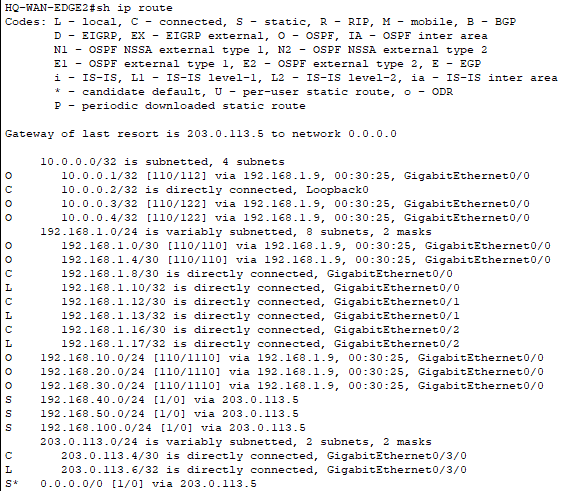 HQ-WAN-EDGE2#sh ip route
Codes: L - local, C - connected, S - static, R - RIP, M - mobile, B - BGP
D - EIGRP, EX - EIGRP external, O - OSPF, IA - OSPF inter area
N1 - OSPF NSSA external type 1, N2 - OSPF NSSA external type 2
E1 - OSPF external type 1, E2 - OSPF external type 2, E - EGP
i - IS-IS, L1 - IS-IS level-1, L2 - IS-IS level-2, ia - IS-IS inter area
* - candidate default, U - per-user static route, o - ODR
P - periodic downloaded static route
Gateway of last resort is 203.0.113.5 to network 0.0.0.0
10.0.0.0/32 is subnetted, 4 subnets
O 10.0.0.1/32 [110/112] via 192.168.1.9, 00:30:25, GigabitEthernet0/0
C 10.0.0.2/32 is directly connected, Loopback0
O 10.0.0.3/32 [110/122] via 192.168.1.9, 00:30:25, GigabitEthernet0/0
O 10.0.0.4/32 [110/122] via 192.168.1.9, 00:30:25, GigabitEthernet0/0
192.168.1.0/24 is variably subnetted, 8 subnets, 2 masks
O 192.168.1.0/30 [110/110] via 192.168.1.9, 00:30:25, GigabitEthernet0/0
O 192.168.1.4/30 [110/110] via 192.168.1.9, 00:30:25, GigabitEthernet0/0
C 192.168.1.8/30 is directly connected, GigabitEthernet0/0
L 192.168.1.10/32 is directly connected, GigabitEthernet0/0
C 192.168.1.12/30 is directly connected, GigabitEthernet0/1
L 192.168.1.13/32 is directly connected, GigabitEthernet0/1
C 192.168.1.16/30 is directly connected, GigabitEthernet0/2
L 192.168.1.17/32 is directly connected, GigabitEthernet0/2
O 192.168.10.0/24 [110/1110] via 192.168.1.9, 00:30:25, GigabitEthernet0/0
O 192.168.20.0/24 [110/1110] via 192.168.1.9, 00:30:25, GigabitEthernet0/0
O 192.168.30.0/24 [110/1110] via 192.168.1.9, 00:30:25, GigabitEthernet0/0
S 192.168.40.0/24 [1/0] via 203.0.113.5
S 192.168.50.0/24 [1/0] via 203.0.113.5
S 192.168.100.0/24 [1/0] via 203.0.113.5
203.0.113.0/24 is variably subnetted, 2 subnets, 2 masks
C 203.0.113.4/30 is directly connected, GigabitEthernet0/3/0
L 203.0.113.6/32 is directly connected, GigabitEthernet0/3/0
S* 0.0.0.0/0 [1/0] via 203.0.113.5